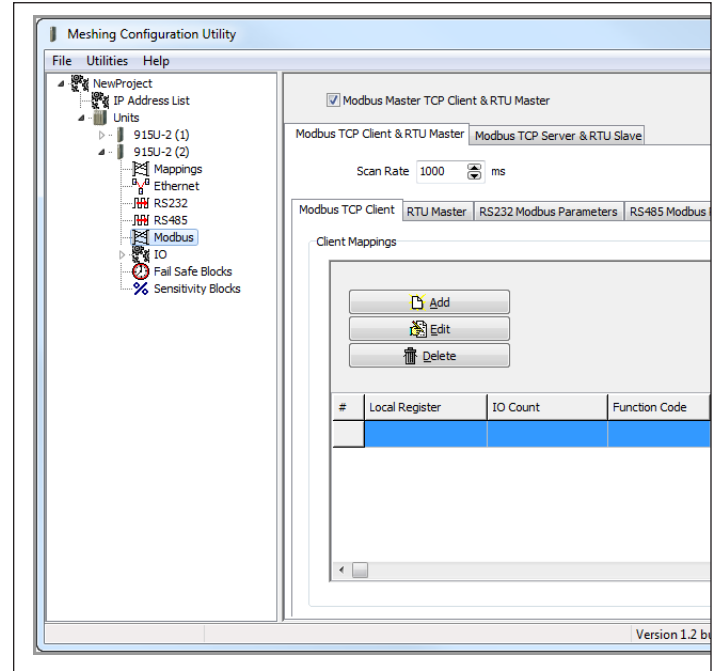 Meshing Configuration Utility
File Utilities Help
NewProject
IP Address List
Units
915U-2 (1)
915U-2 (2)
Mappings
Ethernet
RS232
RS485
Modbus
IO
Fail Safe Blocks
Sensitivity Blocks
Modbus Master TCP Client & RTU Master
Modbus TCP Client & RTU Master Modbus TCP Server & RTU Slave
Scan Rate 1000 ms
Modbus TCP Client RTU Master RS232 Modbus Parameters RS485 Modbus
Client Mappings
Add
Edit
Delete
# Local Register IO Count Function Code
Version 1.2